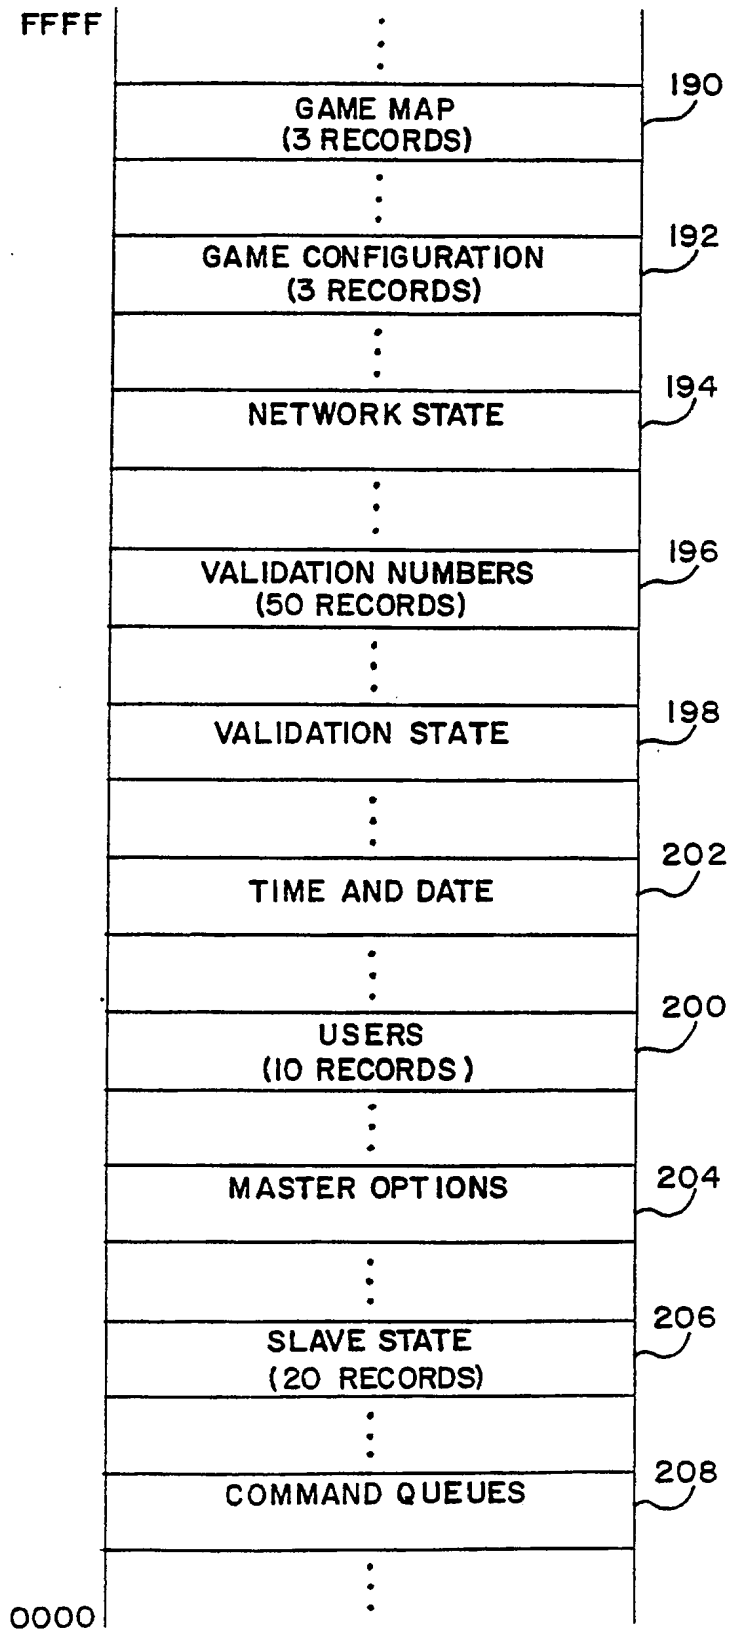 FFFF
190
GAME MAP
(3 RECORDS)
192
GAME CONFIGURATION
(3 RECORDS)
194
NETWORK STATE
196
VALIDATION NUMBERS
(50 RECORDS)
198
VALIDATION STATE
202
TIME AND DATE
200
USERS
(10 RECORDS)
204
MASTER OPTIONS
206
SLAVE STATE
(20 RECORDS)
208
COMMAND QUEUES
0000